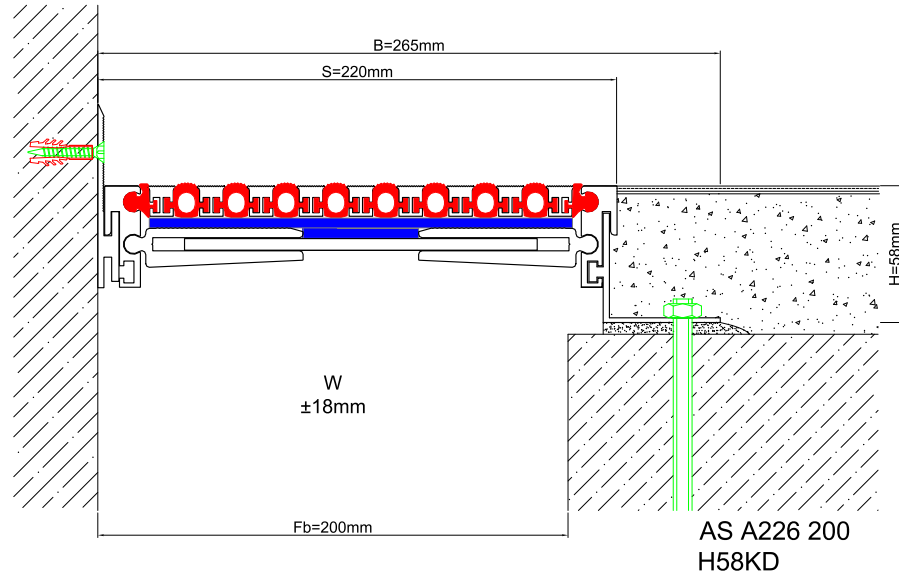 B=265mm
S=220mm
H=58mm
W
±18mm
Fb=200mm
AS A226 200
H58KD